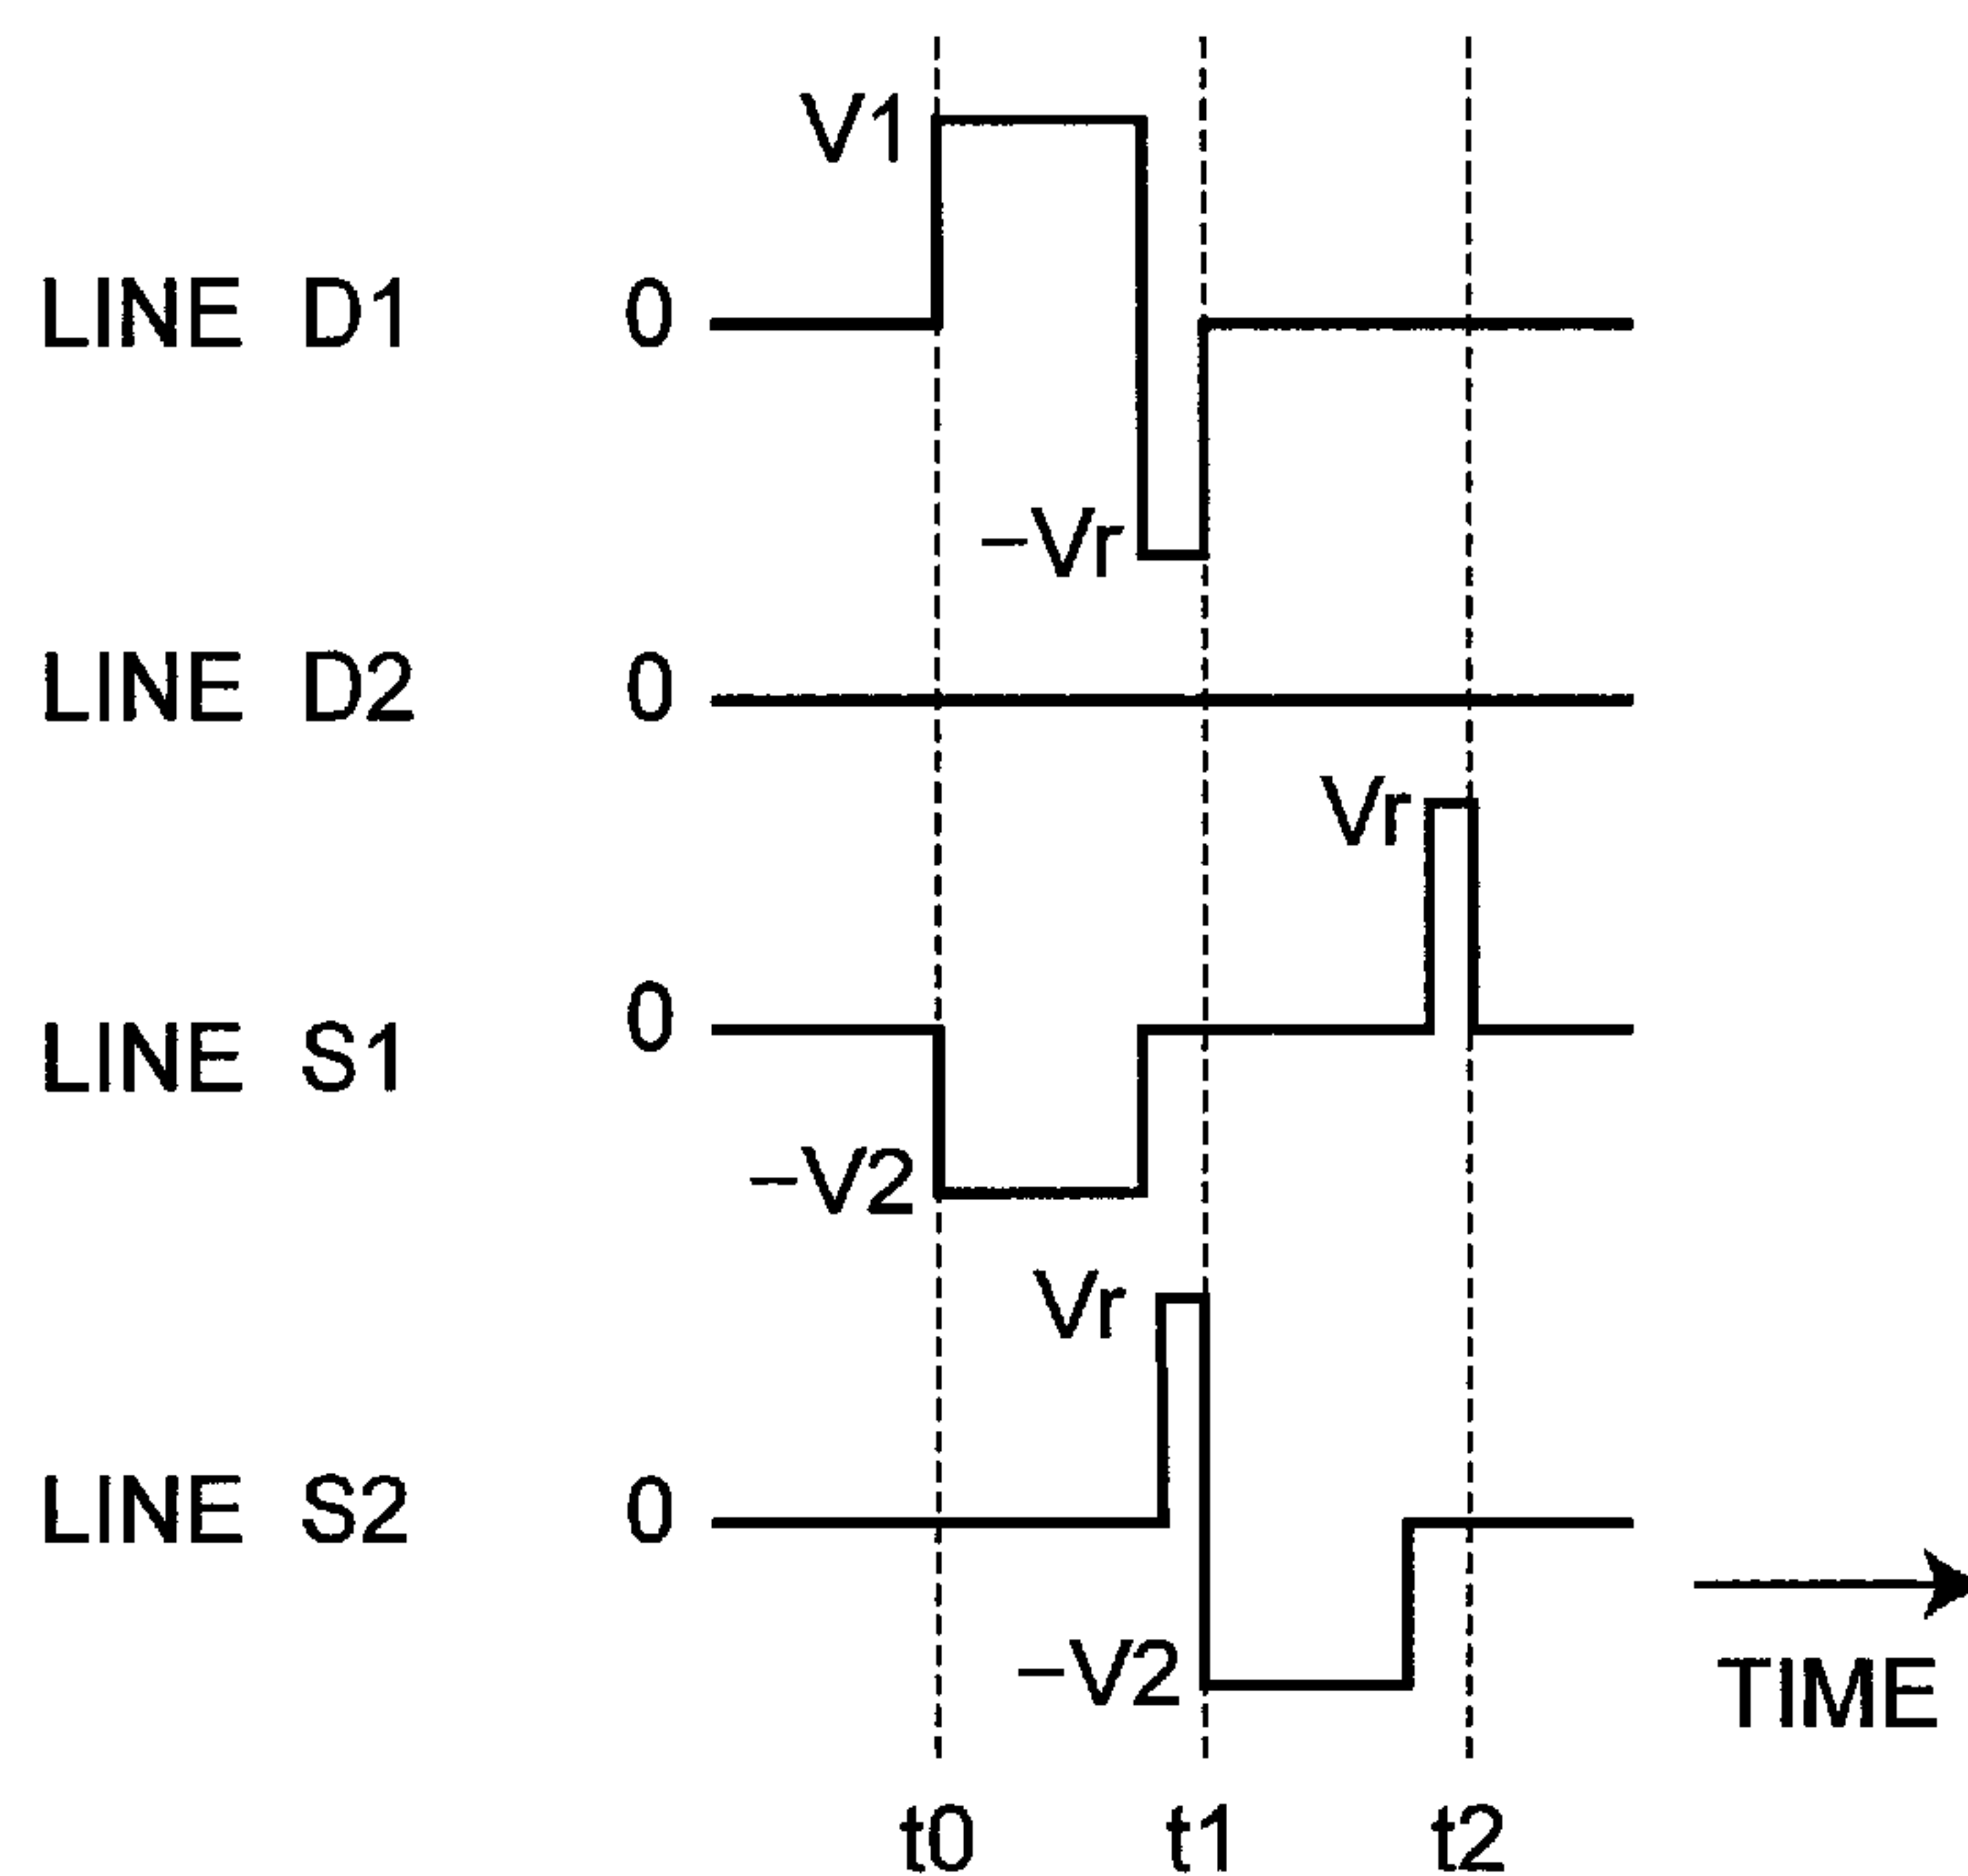 V1
LINE D1 0
−Vr
LINE D2 0
Vr
0
LINE S1
−V2
Vr
LINE S2 0
−V2
TIME
t0 t1 t2